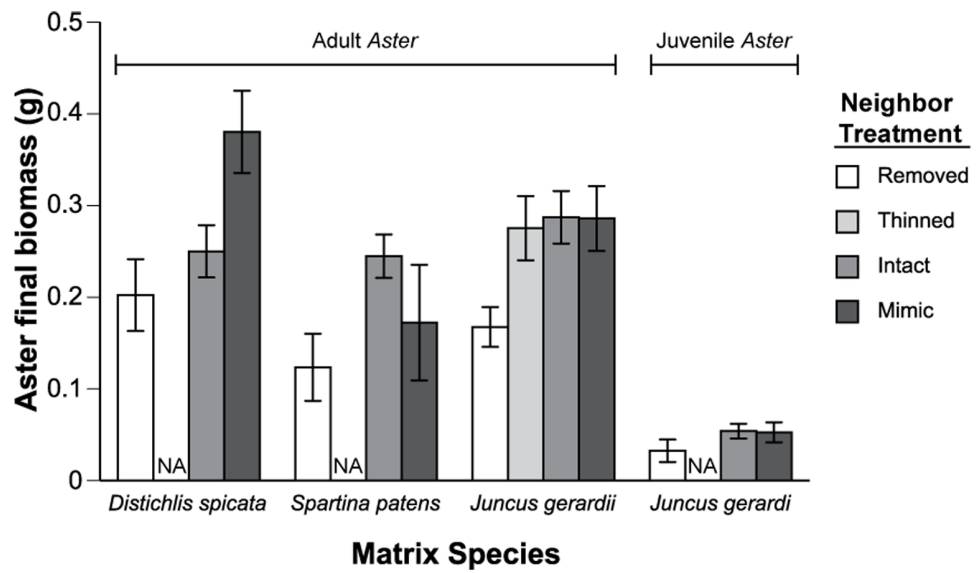 Aster final biomass (g)
0.5
0.4
0.3
0.2
0.1
0
Adult Aster
Juvenile Aster
NA
NA
NA
Distichlis spicata
Spartina patens
Juncus gerardii
Juncus gerardi
Matrix Species
Neighbor
Treatment
Removed
Thinned
Intact
Mimic